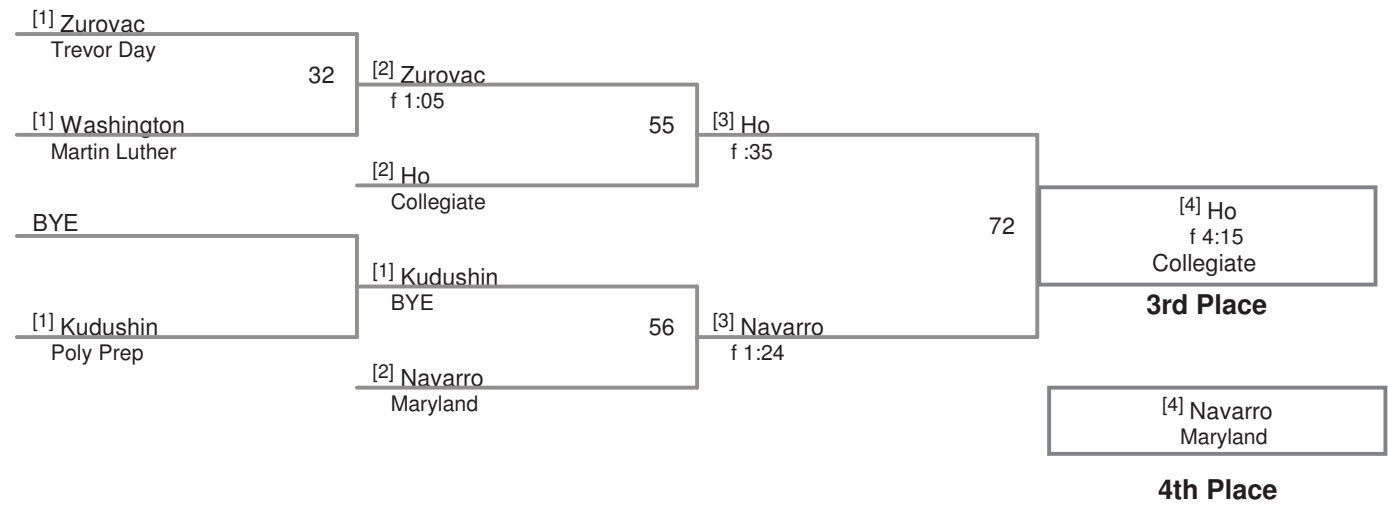 [1] Zurovac
Trevor Day
32
[1] Washington
Martin Luther
BYE
[1] Kudushin
Poly Prep
[2] Zurovac
f 1:05
55
[2] Ho
Collegiate
[1] Kudushin
BYE
56
[2] Navarro
Maryland
[3] Ho
f :35
72
[3] Navarro
f 1:24
[4] Ho
f 4:15
Collegiate
3rd Place
[4] Navarro
Maryland
4th Place